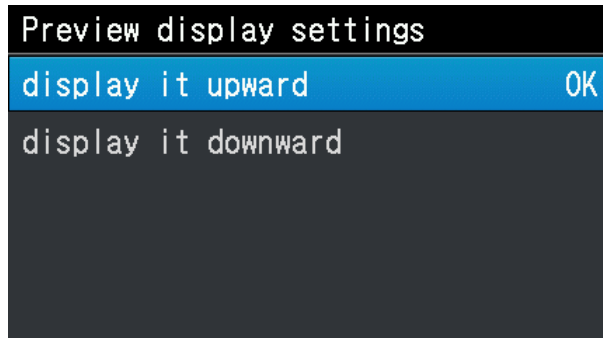 Preview display settings
display it upward OK
display it downward